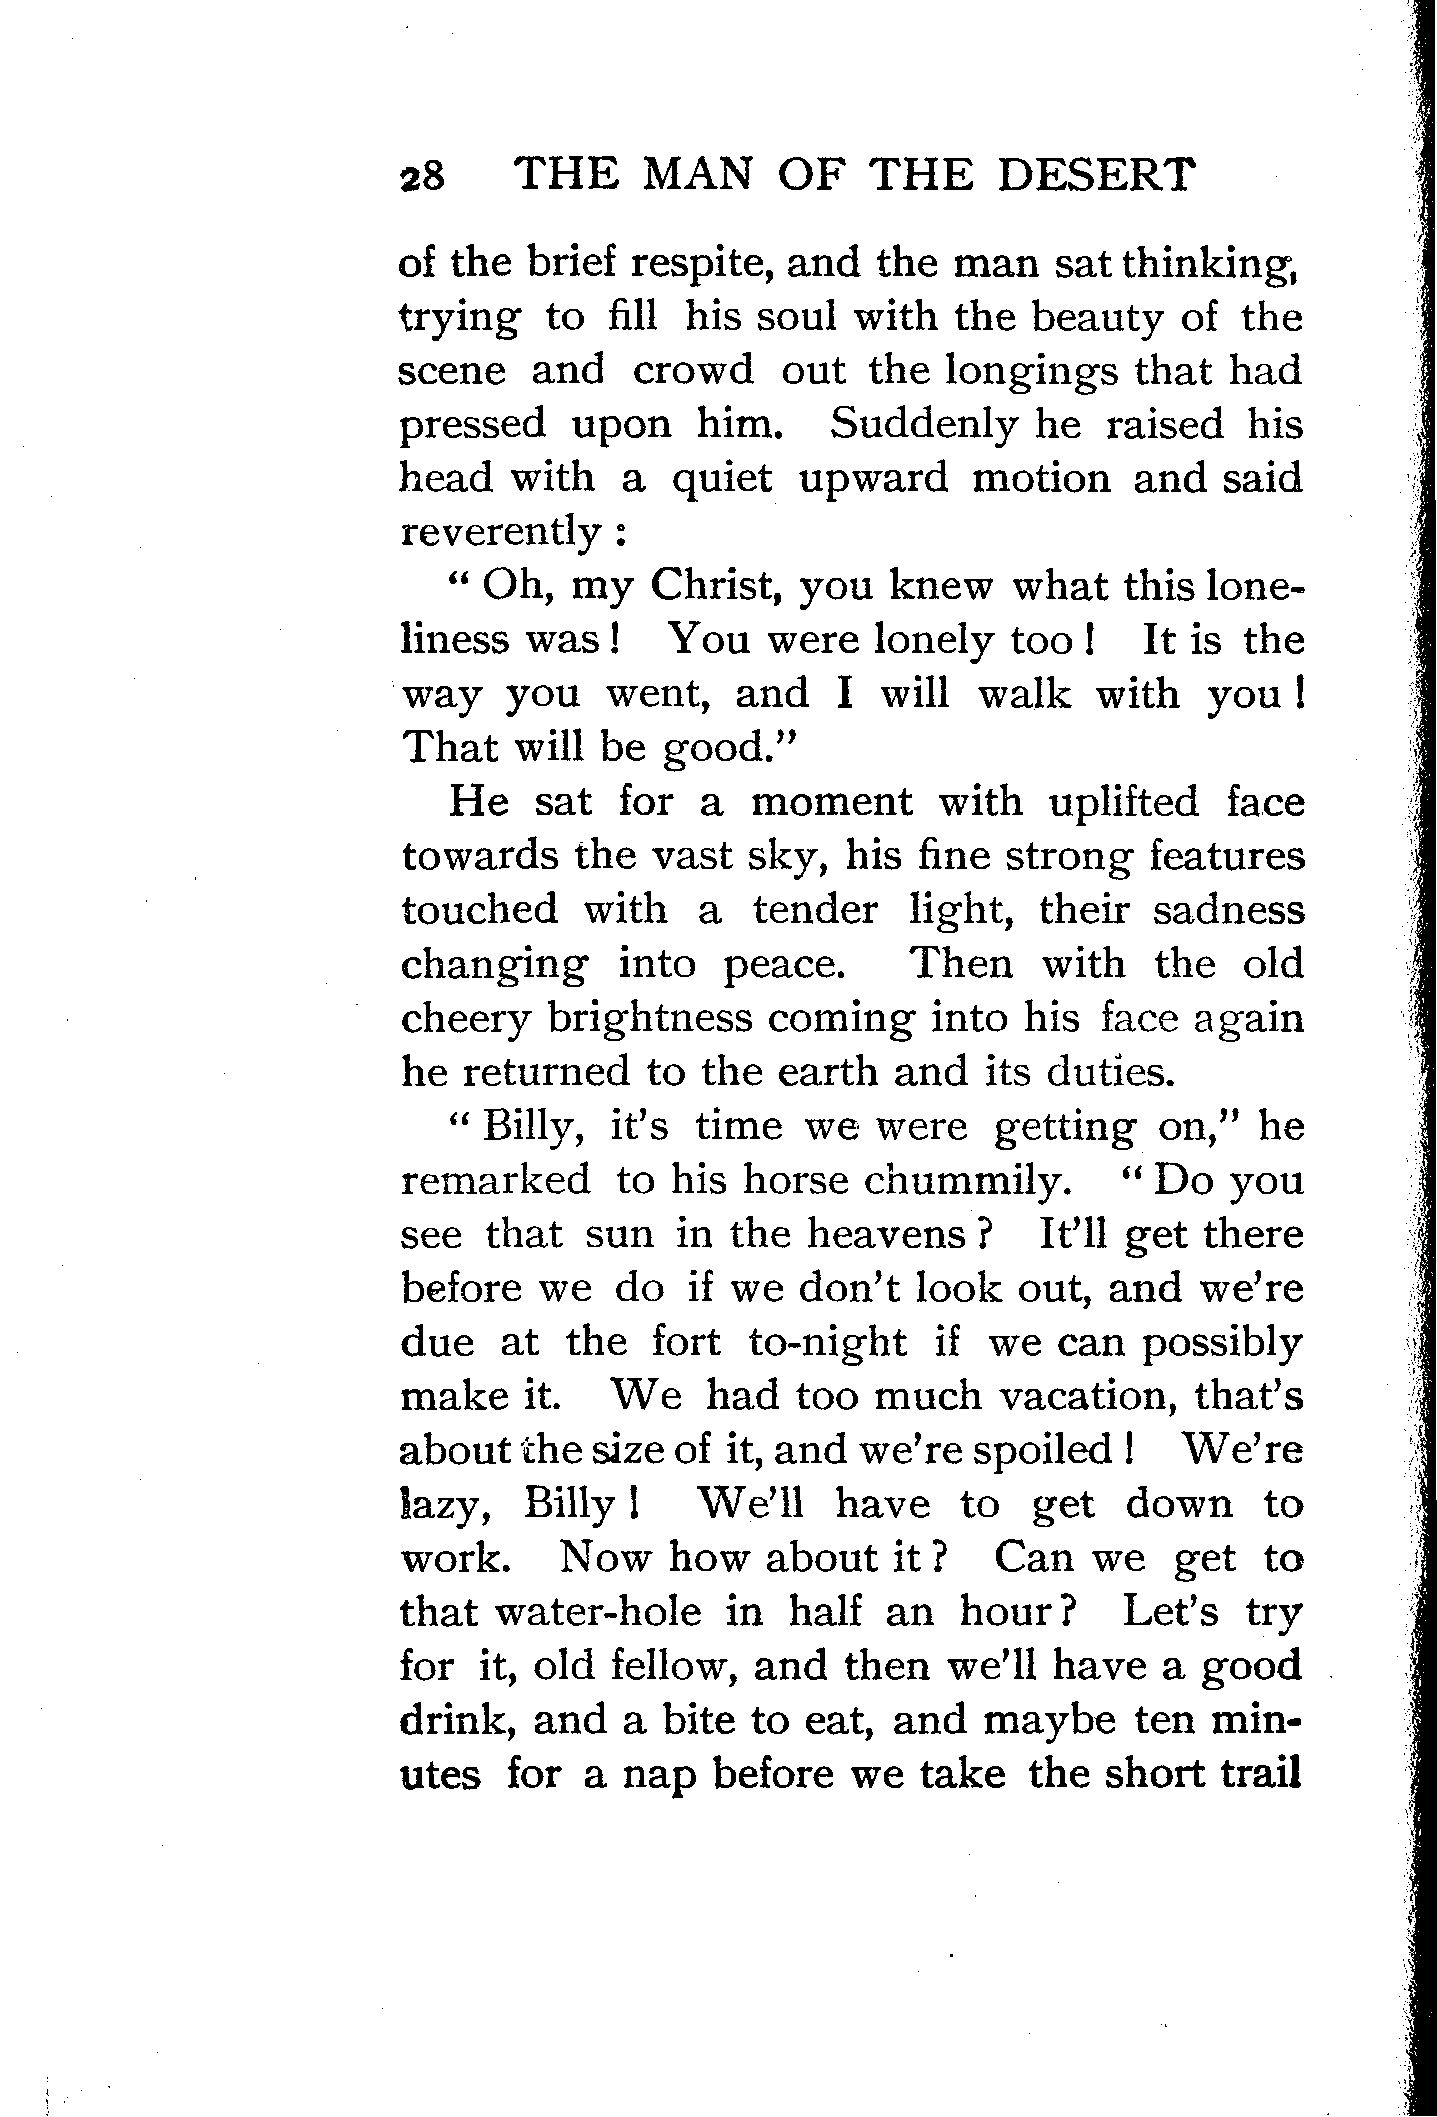 28 THE MAN OF THE DESERT
of the brief respite, and the man sat thinking,
trying to fill his soul with the beauty of the
scene and crowd out the longings that had
pressed upon him. Suddenly he raised his
head with a quiet upward motion and said
reverently :
“ Oh, my Christ, you knew what this lone-
liness was ! You were lonely too ! It is the
way you went, and I will walk with you !
That will be good.”
He sat for a moment with uplifted face
towards the vast sky, his fine strong features
touched with a tender light, their sadness
changing into peace. Then with the old
cheery brightness coming into his face again
he returned to the earth and its duties.
“ Billy, it's time we were getting on,” he
remarked to his horse chummily. “ Do you
see that sun in the heavens ? It'll get there
before we do if we don't look out, and we're
due at the fort to-night if we can possibly
make it. We had too much vacation, that's
about the size of it, and we're spoiled ! We're
lazy, Billy ! We'll have to get down to
work. Now how about it ? Can we get to
that water-hole in half an hour ? Let's try
for it, old fellow, and then we'll have a good
drink, and a bite to eat, and maybe ten min-
utes for a nap before we take the short trail